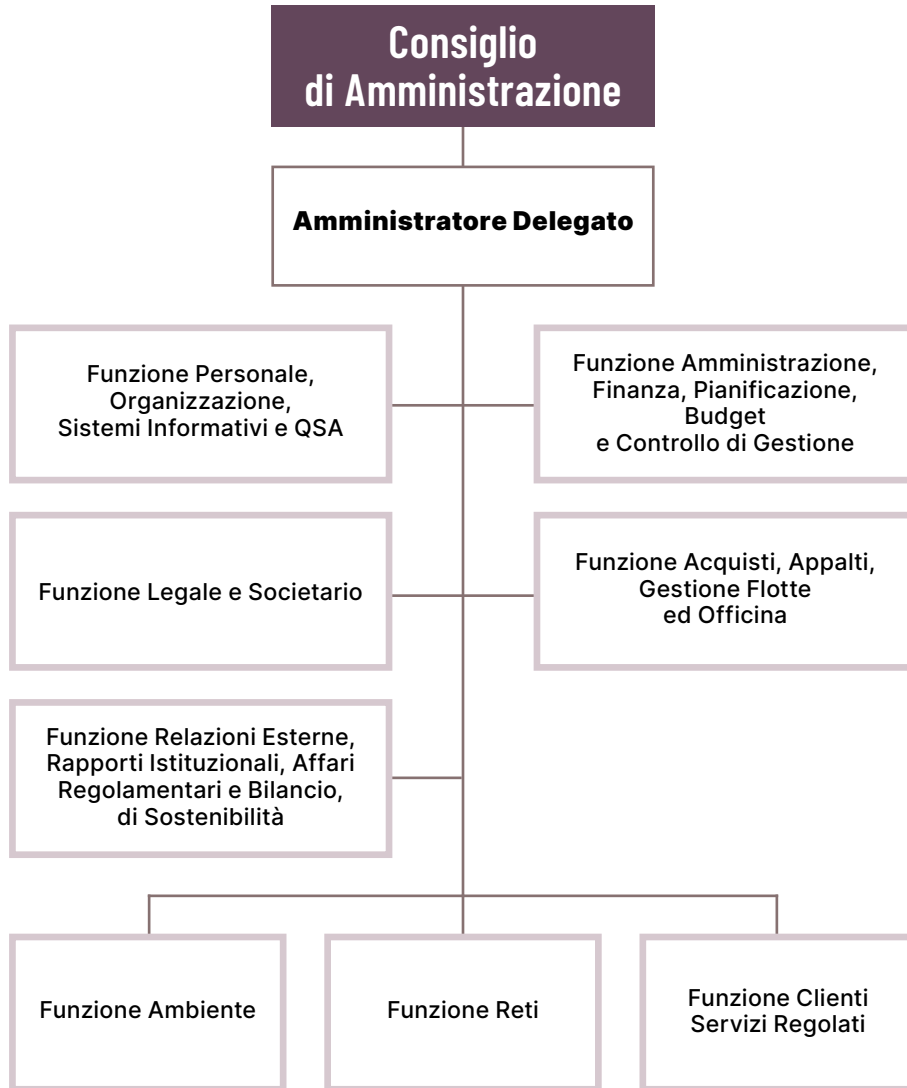 Consiglio
di Amministrazione
Amministratore Delegato
Funzione Personale,
Organizzazione,
Sistemi Informativi e QSA
Funzione Amministrazione,
Finanza, Pianificazione,
Budget
e Controllo di Gestione
Funzione Legale e Societario
Funzione Acquisti, Appalti,
Gestione Flotte
ed Officina
Funzione Relazioni Esterne,
Rapporti Istituzionali, Affari
Regolamentari e Bilancio,
di Sostenibilità
Funzione Ambiente
Funzione Reti
Funzione Clienti
Servizi Regolati